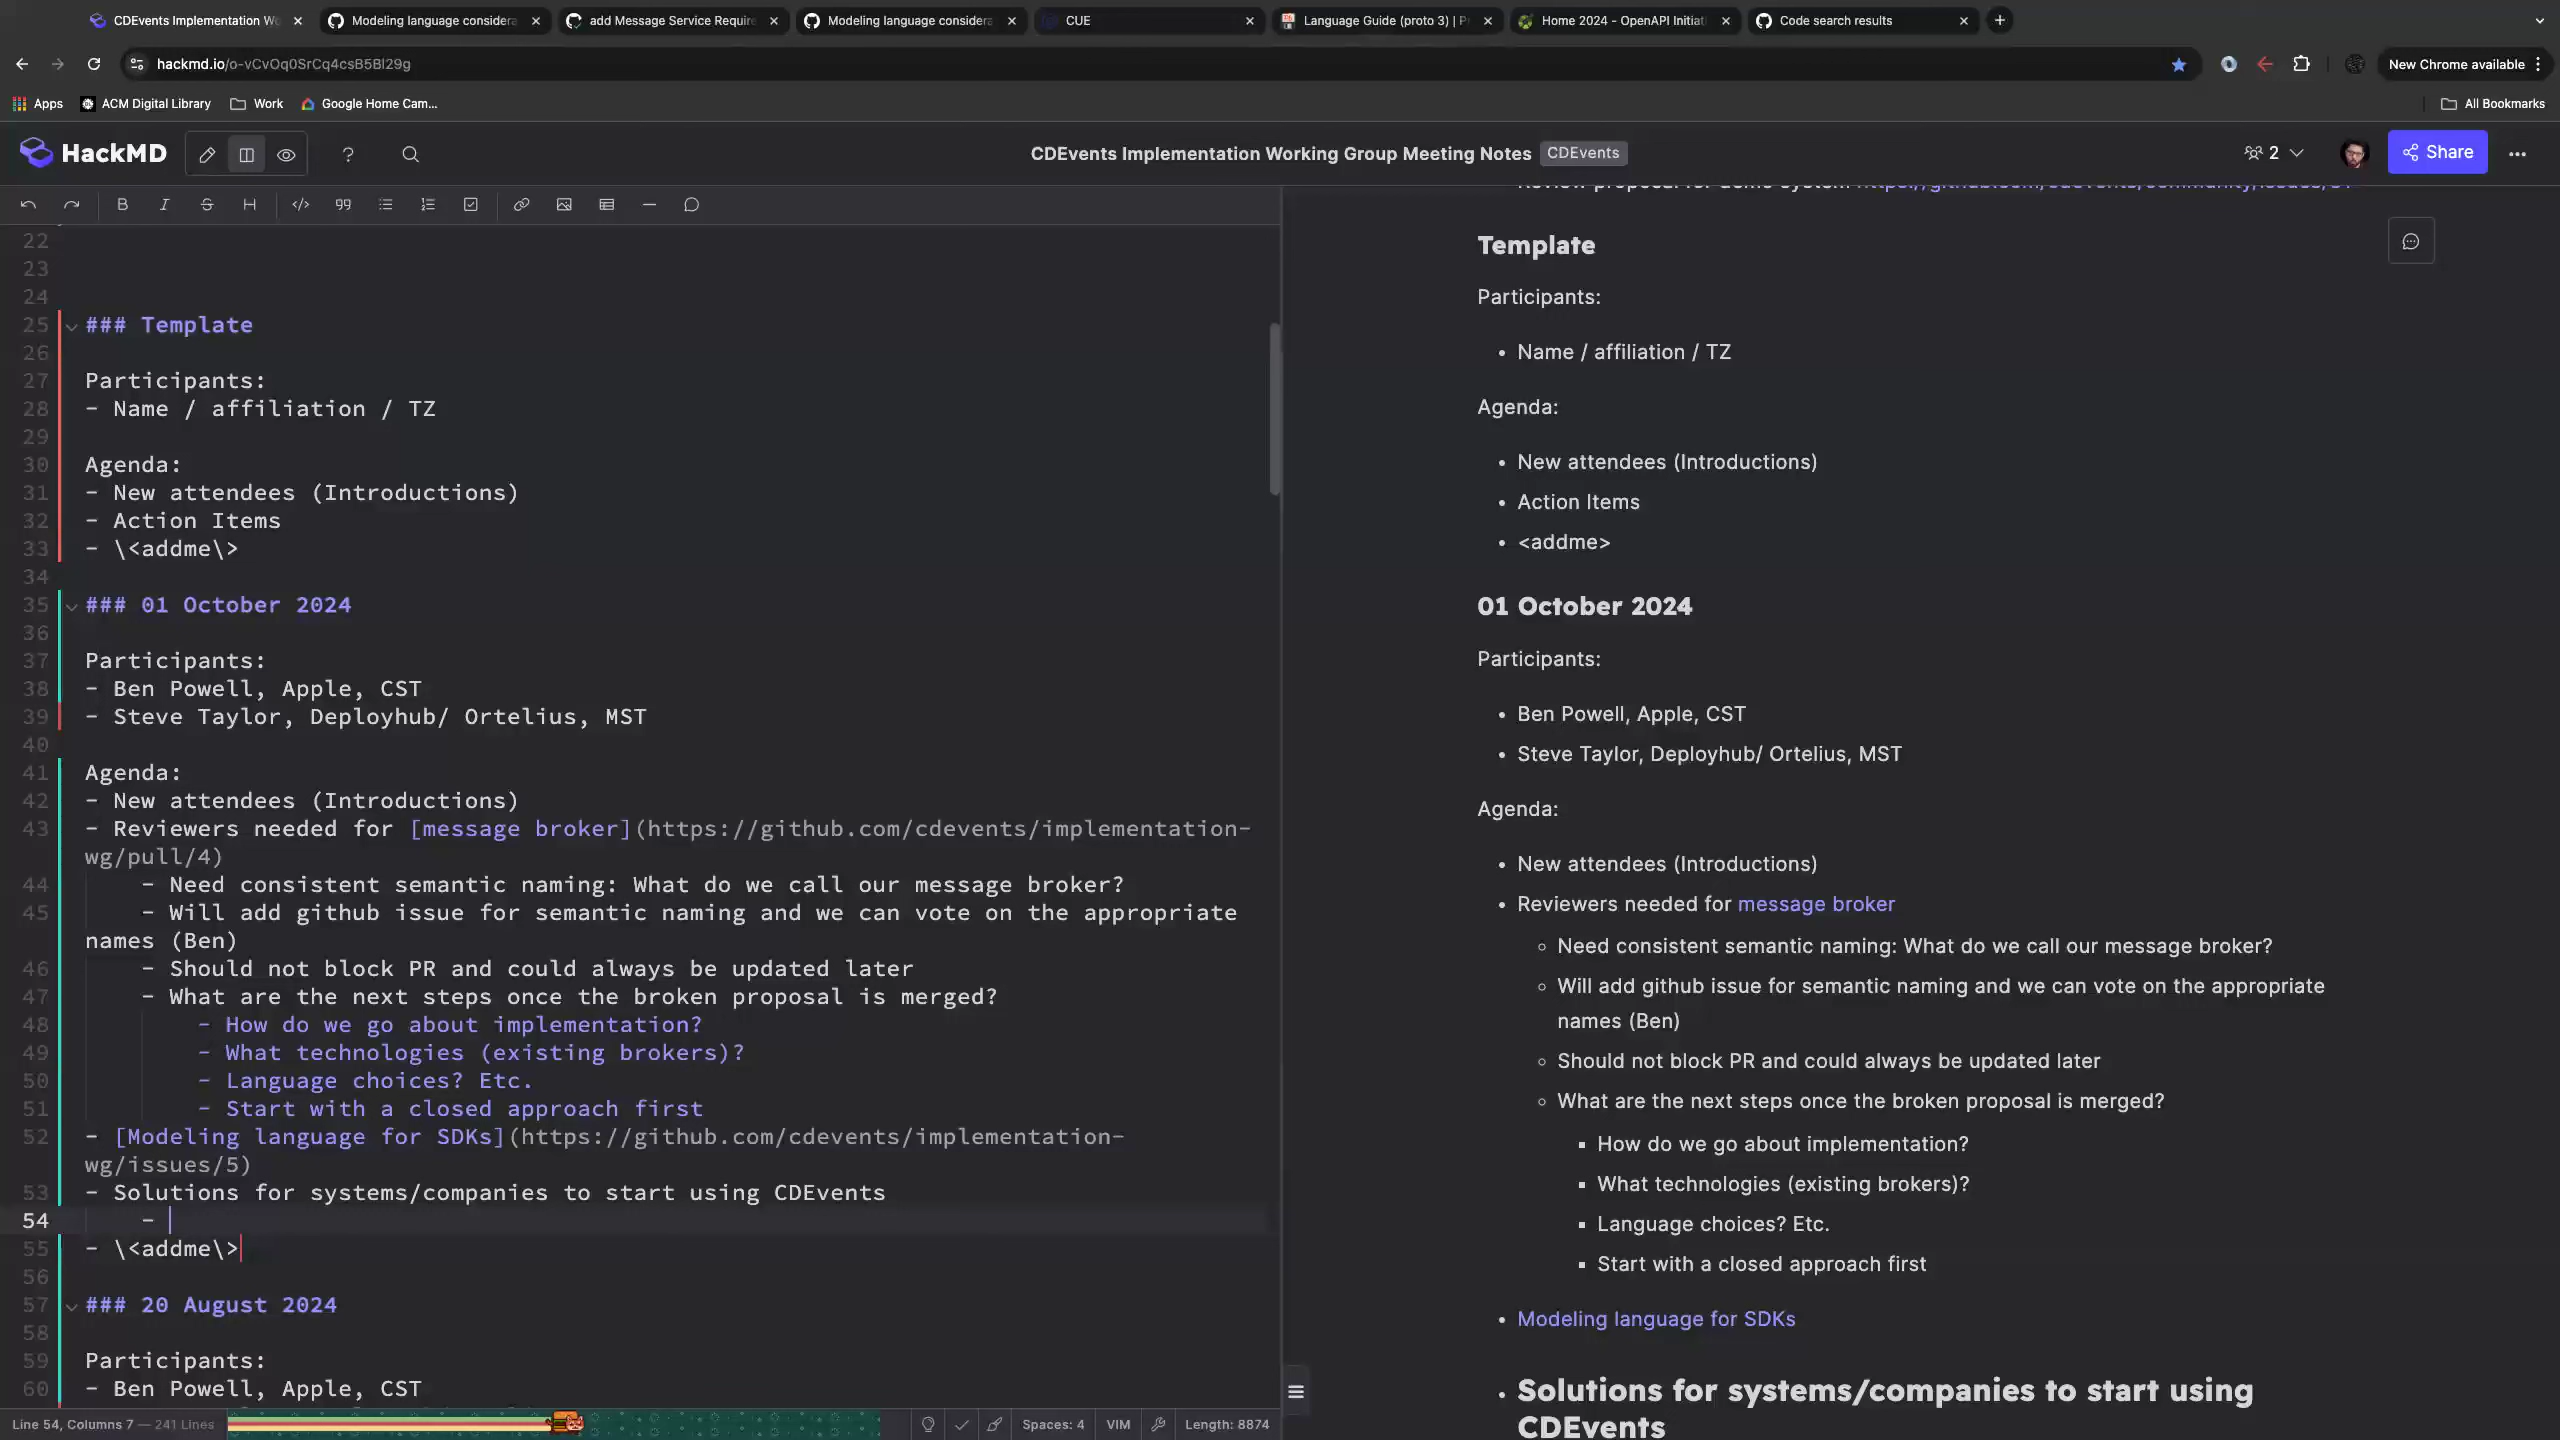 CDEvents Implementation Wo
Modeling language considera
add Message Service Require
Modeling language considera
CUE
Language Guide (proto 3) | P
Home 2024 - OpenAPI Initiat
Code search results
hackmd.io/o-vCvOq0SrCq4csB5Bl29g
New Chrome available
Apps
ACM Digital Library
Work
Google Home Cam...
All Bookmarks
HackMD
CDEvents Implementation Working Group Meeting Notes
CDEvents
2
Share
22
23
24
25 ### Template
26
27 Participants:
28 - Name / affiliation / TZ
29
30 Agenda:
31 - New attendees (Introductions)
32 - Action Items
33 - \<addme\>
34
35 ### 01 October 2024
36
37 Participants:
38 - Ben Powell, Apple, CST
39 - Steve Taylor, Deployhub/ Ortelius, MST
40
41 Agenda:
42 - New attendees (Introductions)
43 - Reviewers needed for [message broker](https://github.com/cdevents/implementation-
wg/pull/4)
44 - Need consistent semantic naming: What do we call our message broker?
45 - Will add github issue for semantic naming and we can vote on the appropriate
names (Ben)
46 - Should not block PR and could always be updated later
47 - What are the next steps once the broken proposal is merged?
48 - How do we go about implementation?
49 - What technologies (existing brokers)?
50 - Language choices? Etc.
51 - Start with a closed approach first
52 - [Modeling language for SDKs](https://github.com/cdevents/implementation-
wg/issues/5)
53 - Solutions for systems/companies to start using CDEvents
54 -
55 - \<addme\>
56
57 ### 20 August 2024
58
59 Participants:
60 - Ben Powell, Apple, CST
Line 54, Columns 7 — 241 Lines
Spaces: 4
VIM
Length: 8874
Template
Participants:
• Name / affiliation / TZ
Agenda:
• New attendees (Introductions)
• Action Items
• <addme>
01 October 2024
Participants:
• Ben Powell, Apple, CST
• Steve Taylor, Deployhub/ Ortelius, MST
Agenda:
• New attendees (Introductions)
• Reviewers needed for message broker
◦ Need consistent semantic naming: What do we call our message broker?
◦ Will add github issue for semantic naming and we can vote on the appropriate
names (Ben)
◦ Should not block PR and could always be updated later
◦ What are the next steps once the broken proposal is merged?
▪ How do we go about implementation?
▪ What technologies (existing brokers)?
▪ Language choices? Etc.
▪ Start with a closed approach first
• Modeling language for SDKs
• Solutions for systems/companies to start using
CDEvents